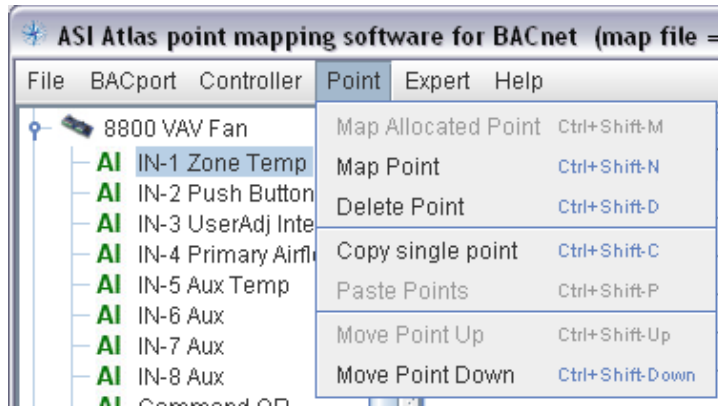 ASI Atlas point mapping software for BACnet (map file =
File BACport Controller Point Expert Help
8800 VAV Fan
AI IN-1 Zone Temp
AI IN-2 Push Button
AI IN-3 UserAdj Inte
AI IN-4 Primary Airfl
AI IN-5 Aux Temp
AI IN-6 Aux
AI IN-7 Aux
AI IN-8 Aux
AI Command OR
Map Allocated Point Ctrl+Shift-M
Map Point Ctrl+Shift-N
Delete Point Ctrl+Shift-D
Copy single point Ctrl+Shift-C
Paste Points Ctrl+Shift-P
Move Point Up Ctrl+Shift-Up
Move Point Down Ctrl+Shift-Down